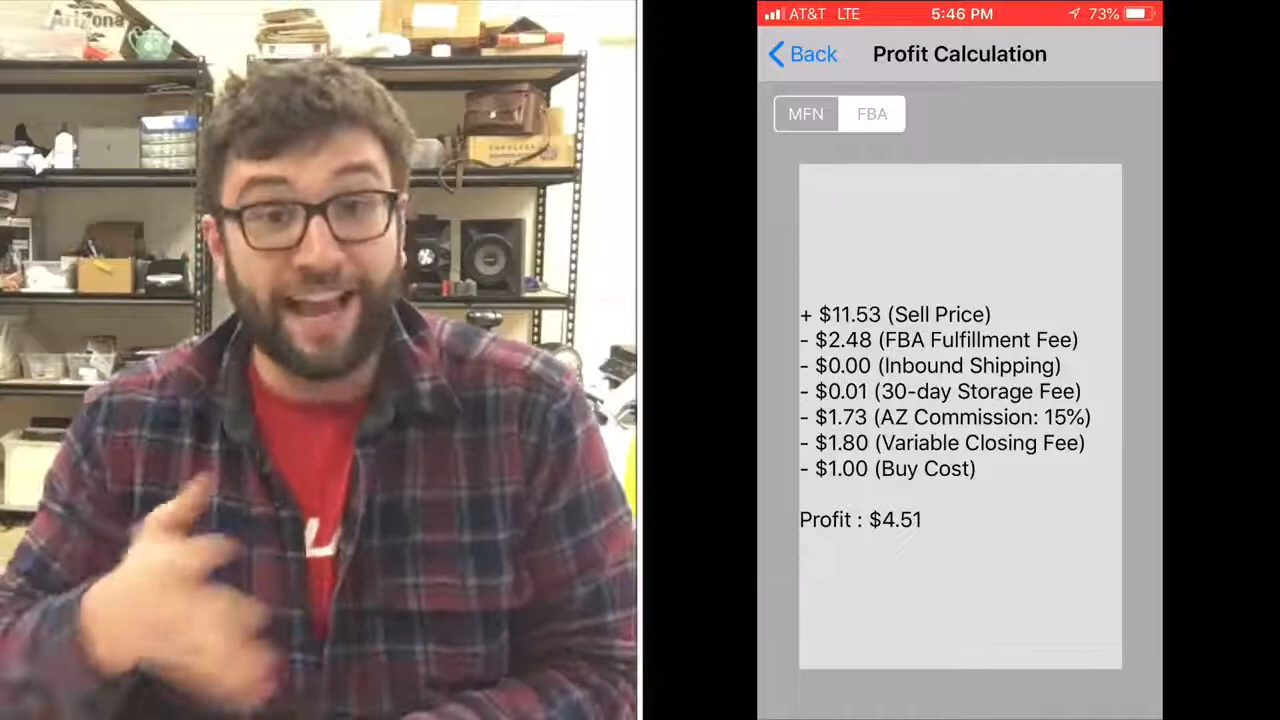 Arizona
AT&T LTE 5:46 PM 73%
Back Profit Calculation
MFN FBA
+ $11.53 (Sell Price)
- $2.48 (FBA Fulfillment Fee)
- $0.00 (Inbound Shipping)
- $0.01 (30-day Storage Fee)
- $1.73 (AZ Commission: 15%)
- $1.80 (Variable Closing Fee)
- $1.00 (Buy Cost)
Profit : $4.51